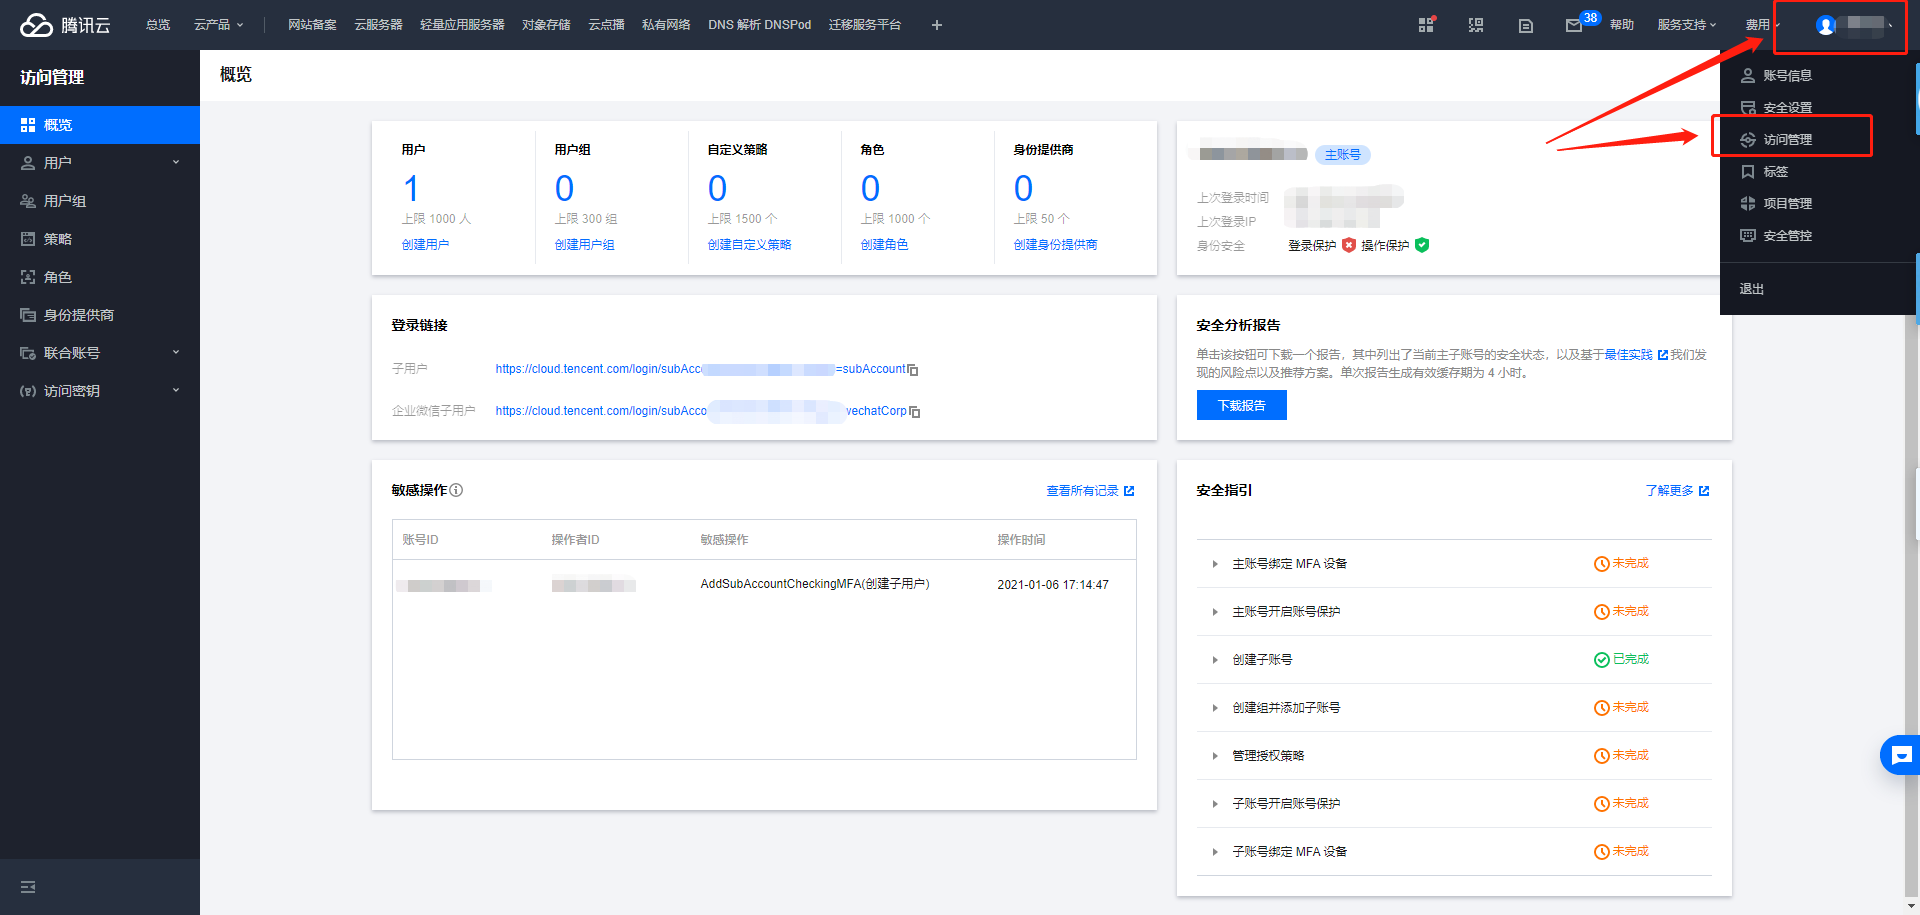 腾讯云 总览 云产品 网站备案 云服务器 轻量应用服务器 对象存储 云点播 私有网络 DNS 解析 DNSPod 迁移服务平台 + 38 帮助 服务支持 费用
账号信息
安全设置
访问管理
标签
项目管理
安全管控
退出
访问管理
概览
用户
用户组
策略
角色
身份提供商
联合账号
访问密钥
概览
用户 用户组 自定义策略 角色 身份提供商
1 0 0 0 0
上限 1000 人 上限 300 组 上限 1500 个 上限 1000 个 上限 50 个
创建用户 创建用户组 创建自定义策略 创建角色 创建身份提供商
主账号
上次登录时间
上次登录IP
身份安全 登录保护 操作保护
登录链接
子用户 https://cloud.tencent.com/login/subAcc =subAccount
企业微信子用户 https://cloud.tencent.com/login/subAcco wechatCorp
安全分析报告
单击该按钮可下载一个报告，其中列出了当前主子账号的安全状态，以及基于最佳实践 我们发
现的风险点以及推荐方案。单次报告生成有效缓存期为 4 小时。
下载报告
敏感操作 查看所有记录
账号ID 操作者ID 敏感操作 操作时间
AddSubAccountCheckingMFA(创建子用户) 2021-01-06 17:14:47
安全指引 了解更多
主账号绑定 MFA 设备 未完成
主账号开启账号保护 未完成
创建子账号 已完成
创建组并添加子账号 未完成
管理授权策略 未完成
子账号开启账号保护 未完成
子账号绑定 MFA 设备 未完成